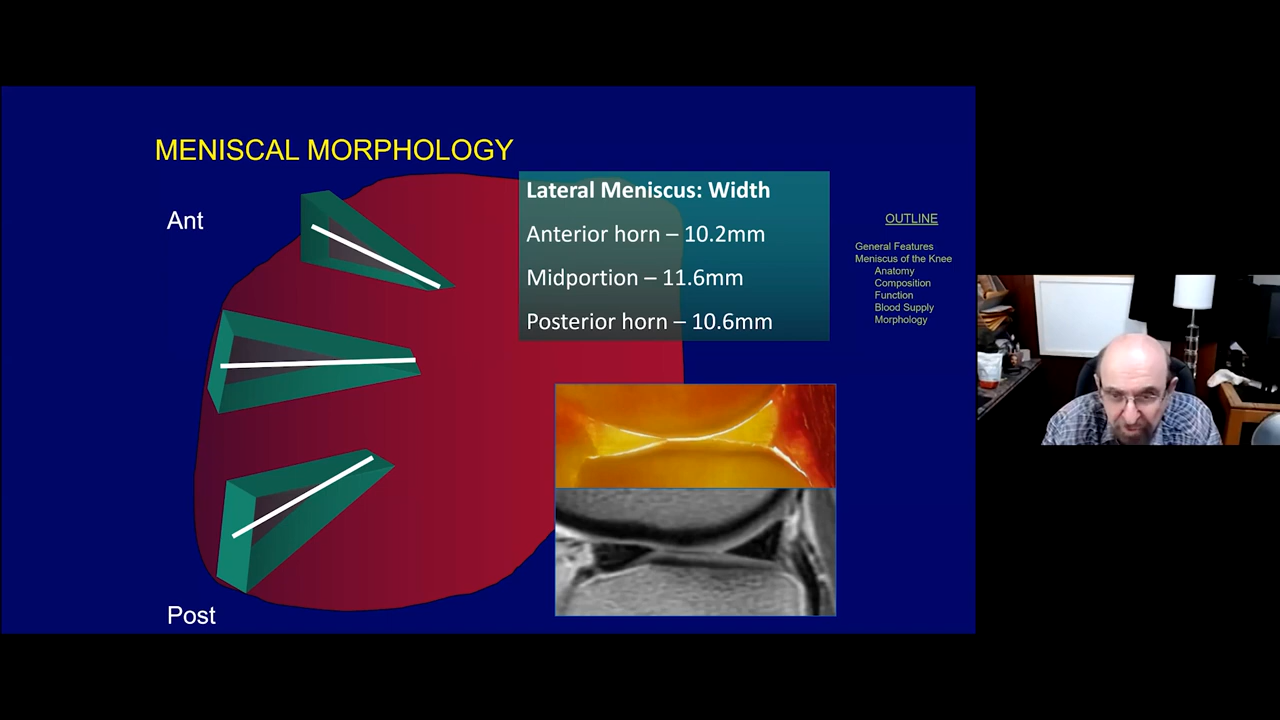 MENISCAL MORPHOLOGY
Ant
Lateral Meniscus: Width
Anterior horn – 10.2mm
Midportion – 11.6mm
Posterior horn – 10.6mm
Post
OUTLINE
General Features
Meniscus of the Knee
Anatomy
Composition
Function
Blood Supply
Morphology